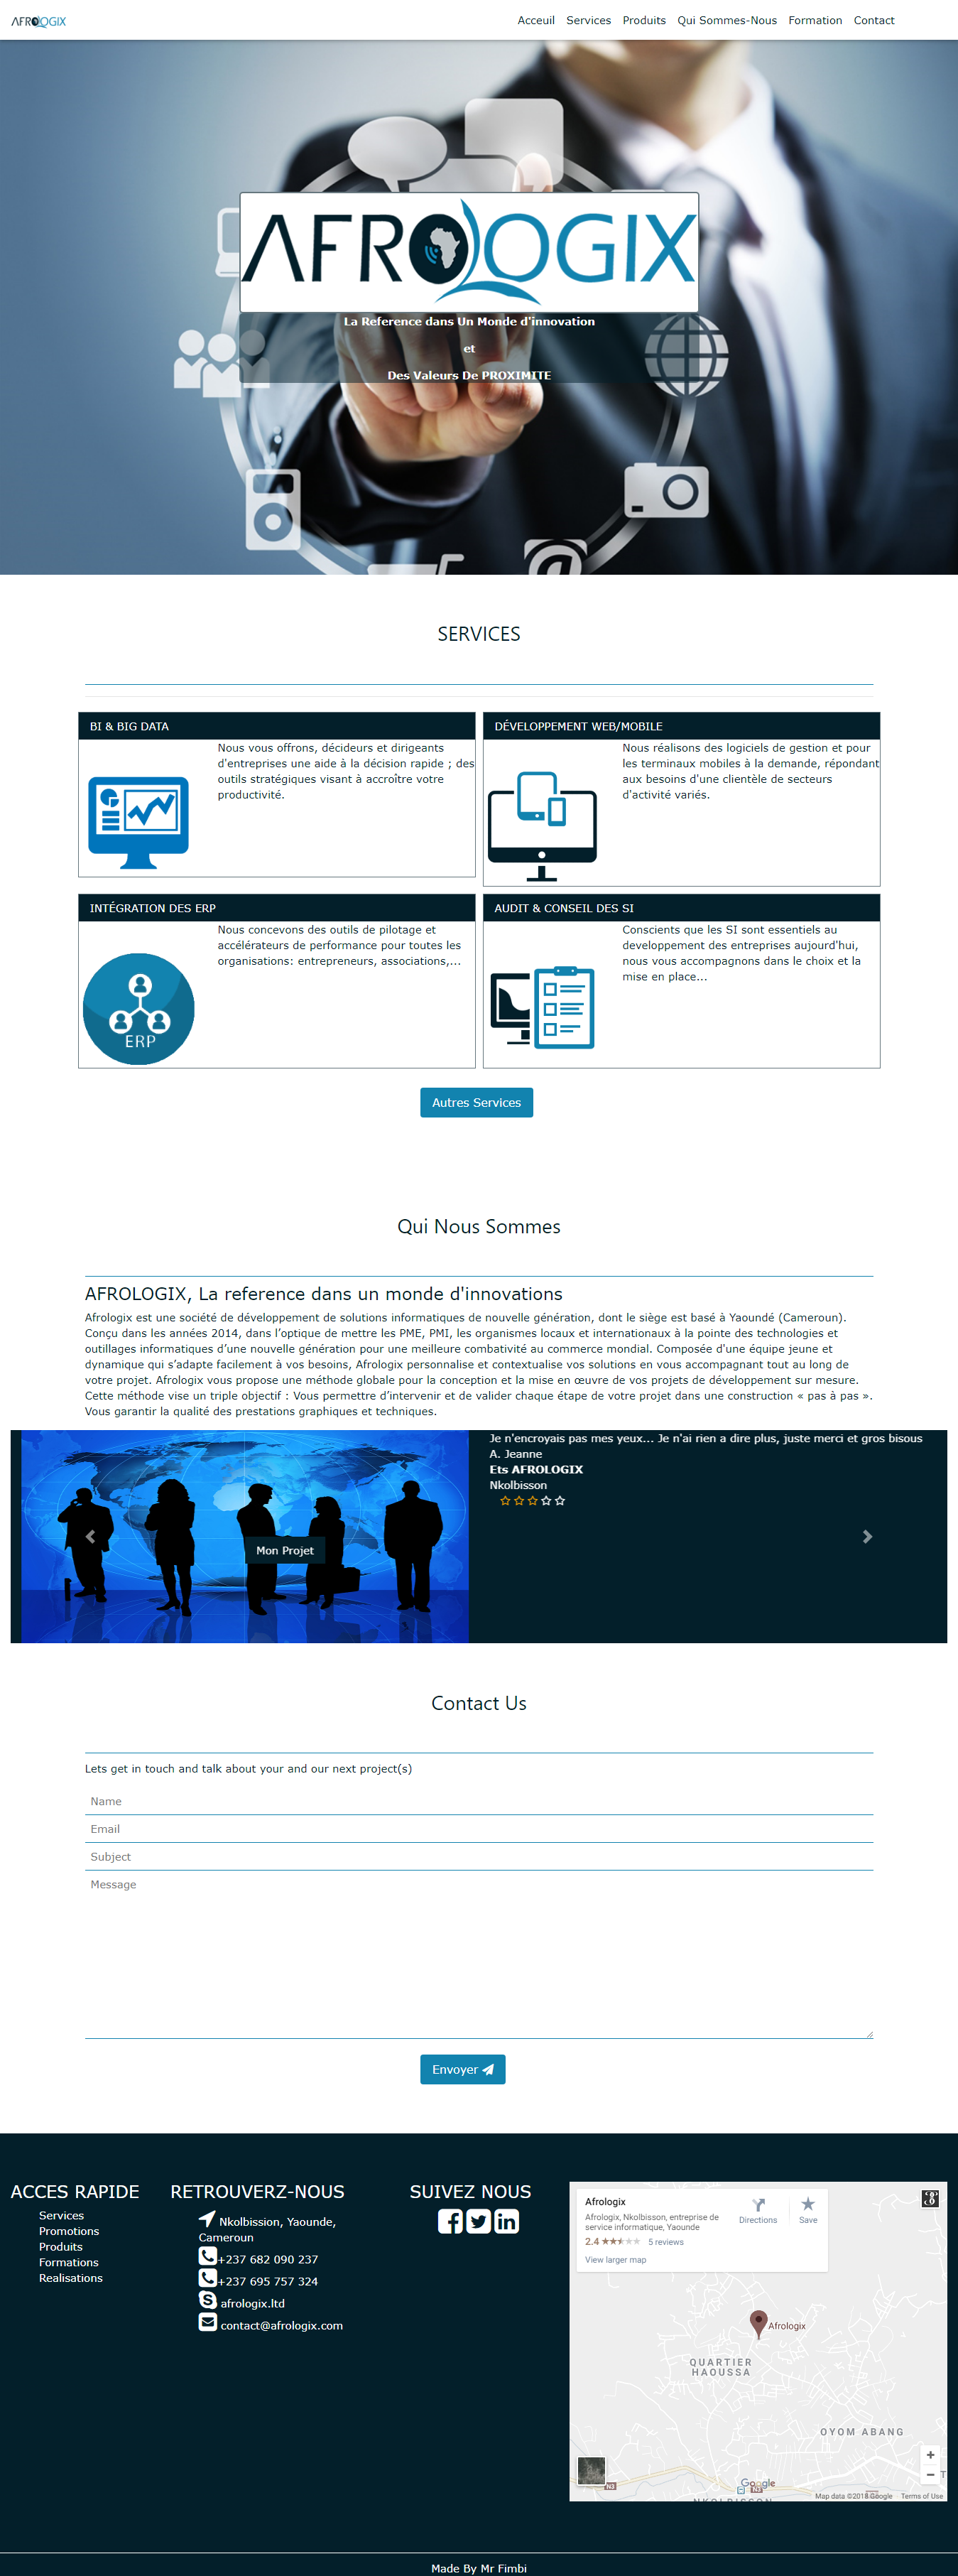 AFROLOGIX
Acceuil Services Produits Qui Sommes-Nous Formation Contact
AFROLOGIX
La Reference dans Un Monde d'innovation
et
Des Valeurs De PROXIMITE
SERVICES
BI & BIG DATA
Nous vous offrons, décideurs et dirigeants
d'entreprises une aide à la décision rapide ; des
outils stratégiques visant à accroître votre
productivité.
DÉVELOPPEMENT WEB/MOBILE
Nous réalisons des logiciels de gestion et pour
les terminaux mobiles à la demande, répondant
aux besoins d'une clientèle de secteurs
d'activité variés.
INTÉGRATION DES ERP
Nous concevons des outils de pilotage et
accélérateurs de performance pour toutes les
organisations: entrepreneurs, associations,...
ERP
AUDIT & CONSEIL DES SI
Conscients que les SI sont essentiels au
developpement des entreprises aujourd'hui,
nous vous accompagnons dans le choix et la
mise en place...
Autres Services
Qui Nous Sommes
AFROLOGIX, La reference dans un monde d'innovations
Afrologix est une société de développement de solutions informatiques de nouvelle génération, dont le siège est basé à Yaoundé (Cameroun).
Conçu dans les années 2014, dans l’optique de mettre les PME, PMI, les organismes locaux et internationaux à la pointe des technologies et
outillages informatiques d’une nouvelle génération pour une meilleure combativité au commerce mondial. Composée d'une équipe jeune et
dynamique qui s’adapte facilement à vos besoins, Afrologix personnalise et contextualise vos solutions en vous accompagnant tout au long de
votre projet. Afrologix vous propose une méthode globale pour la conception et la mise en œuvre de vos projets de développement sur mesure.
Cette méthode vise un triple objectif : Vous permettre d’intervenir et de valider chaque étape de votre projet dans une construction « pas à pas ».
Vous garantir la qualité des prestations graphiques et techniques.
Mon Projet
Je n'encroyais pas mes yeux... Je n'ai rien a dire plus, juste merci et gros bisous
A. Jeanne
Ets AFROLOGIX
Nkolbisson
Contact Us
Lets get in touch and talk about your and our next project(s)
Name
Email
Subject
Message
Envoyer
ACCES RAPIDE
Services
Promotions
Produits
Formations
Realisations
RETROUVERZ-NOUS
Nkolbission, Yaounde,
Cameroun
+237 682 090 237
+237 695 757 324
afrologix.ltd
contact@afrologix.com
SUIVEZ NOUS
Afrologix
Afrologix, Nkolbisson, entreprise de
service informatique, Yaounde
2.4 5 reviews
View larger map
Directions
Save
Afrologix
QUARTIER
HAOUSSA
OYOM ABANG
N3
N3
NKOLBISSON
Google
Map data ©2018 Google Terms of Use
Made By Mr Fimbi